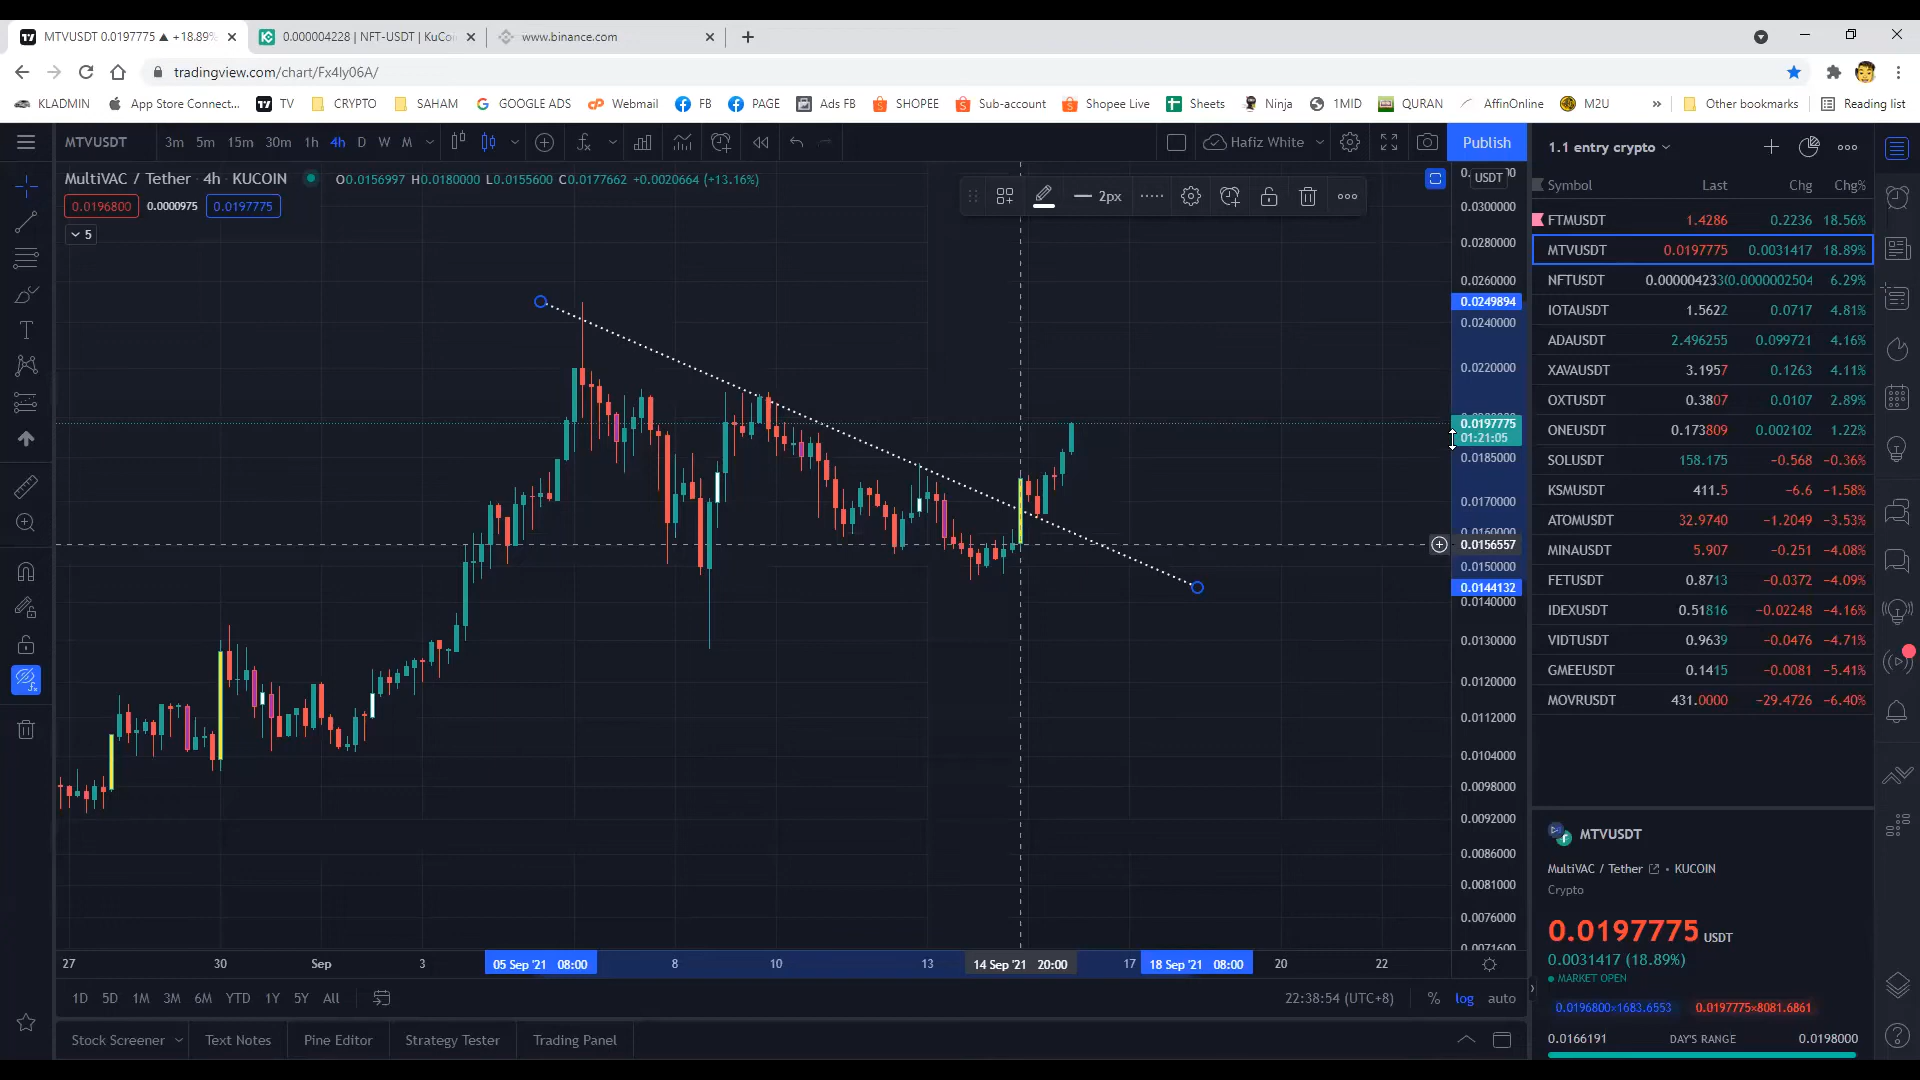 MTVUSDT 0.0197775 ▲ +18.89%
0.000004228 | NFT-USDT | KuCoi
www.binance.com
tradingview.com/chart/Fx4ly06A/
KLADMIN App Store Connect... TV CRYPTO SAHAM GOOGLE ADS Webmail FB PAGE Ads FB SHOPEE Sub-account Shopee Live Sheets Ninja 1MID QURAN AffinOnline M2U » Other bookmarks Reading list
MTVUSDT 3m 5m 15m 30m 1h 4h D W M Hafiz White Publish
MultiVAC / Tether · 4h · KUCOIN O0.0156997 H0.0180000 L0.0155600 C0.0177662 +0.0020664 (+13.16%)
0.0196800 0.0000975 0.0197775
5
2px
USDT
0.0300000
0.0280000
0.0260000
0.0249894
0.0240000
0.0220000
0.0197775
01:21:05
0.0185000
0.0170000
0.0156557
0.0150000
0.0144132
0.0140000
0.0130000
0.0120000
0.0112000
0.0104000
0.0098000
0.0092000
0.0086000
0.0081000
0.0076000
0.0071600
27 30 Sep 3 05 Sep '21 08:00 8 10 13 14 Sep '21 20:00 17 18 Sep '21 08:00 20 22
1D 5D 1M 3M 6M YTD 1Y 5Y All 22:38:54 (UTC+8) % log auto
Stock Screener Text Notes Pine Editor Strategy Tester Trading Panel
1.1 entry crypto
Symbol Last Chg Chg%
FTMUSDT 1.4286 0.2236 18.56%
MTVUSDT 0.0197775 0.0031417 18.89%
NFTUSDT 0.000004233 0.0000002504 6.29%
IOTAUSDT 1.5622 0.0717 4.81%
ADAUSDT 2.496255 0.099721 4.16%
XAVAUSDT 3.1957 0.1263 4.11%
OXTUSDT 0.3807 0.0107 2.89%
ONEUSDT 0.173809 0.002102 1.22%
SOLUSDT 158.175 −0.568 −0.36%
KSMUSDT 411.5 −6.6 −1.58%
ATOMUSDT 32.9740 −1.2049 −3.53%
MINAUSDT 5.907 −0.251 −4.08%
FETUSDT 0.8713 −0.0372 −4.09%
IDEXUSDT 0.51816 −0.02248 −4.16%
VIDTUSDT 0.9639 −0.0476 −4.71%
GMEEUSDT 0.1415 −0.0081 −5.41%
MOVRUSDT 431.0000 −29.4726 −6.40%
MTVUSDT
MultiVAC / Tether • KUCOIN
Crypto
0.0197775 USDT
0.0031417 (18.89%)
MARKET OPEN
0.0196800×1683.6553 0.0197775×8081.6861
0.0166191 DAY'S RANGE 0.0198000